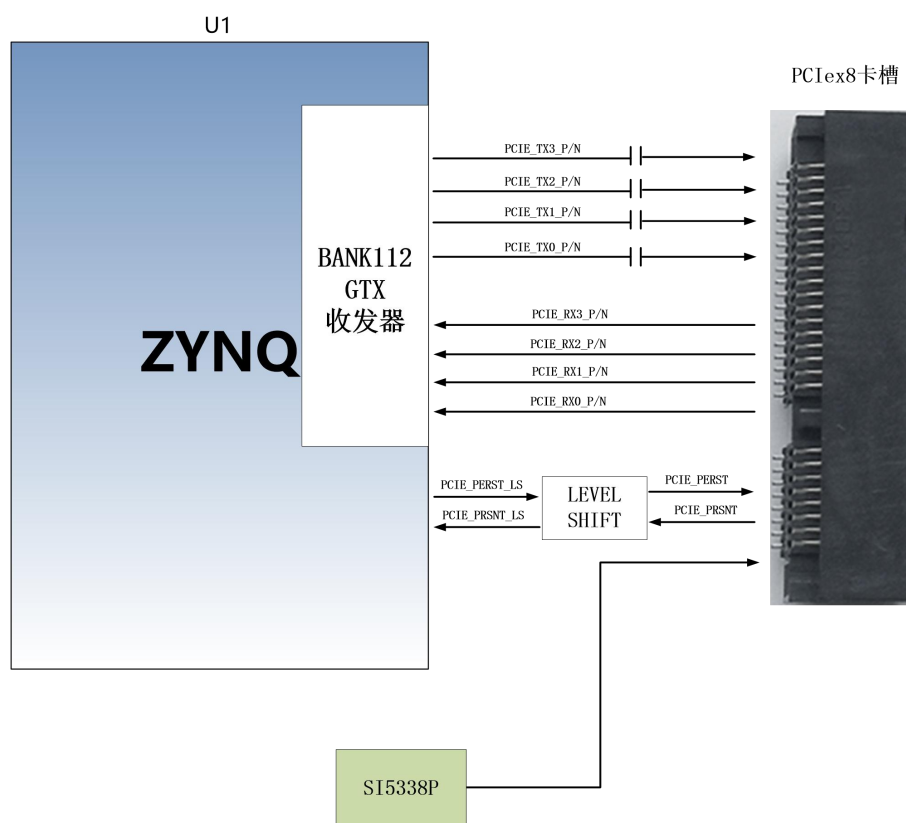 U1
PCIex8卡槽
PCIE_TX3_P/N
PCIE_TX2_P/N
PCIE_TX1_P/N
PCIE_TX0_P/N
BANK112
GTX
收发器
ZYNQ
PCIE_RX3_P/N
PCIE_RX2_P/N
PCIE_RX1_P/N
PCIE_RX0_P/N
PCIE_PERST_LS
PCIE_PRSNT_LS
LEVEL
SHIFT
PCIE_PERST
PCIE_PRSNT
SI5338P